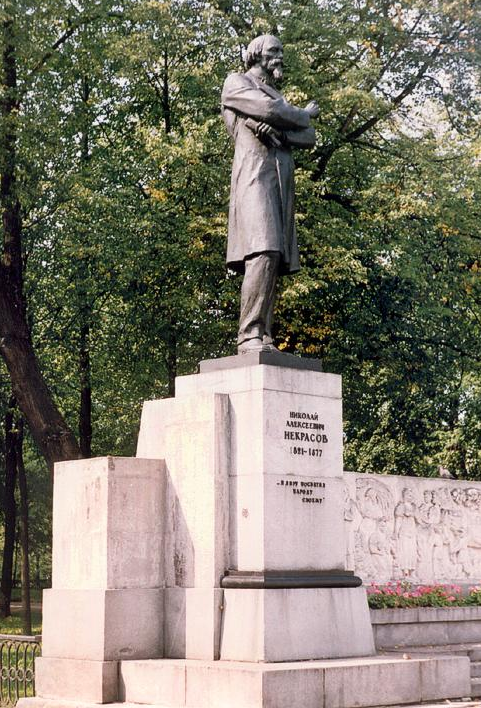 НИКОЛАЙ
АЛЕКСЕЕВИЧ
НЕКРАСОВ
1821-1877
„Я ЛИРУ ПОСВЯТИЛ
НАРОДУ
СВОЕМУ"